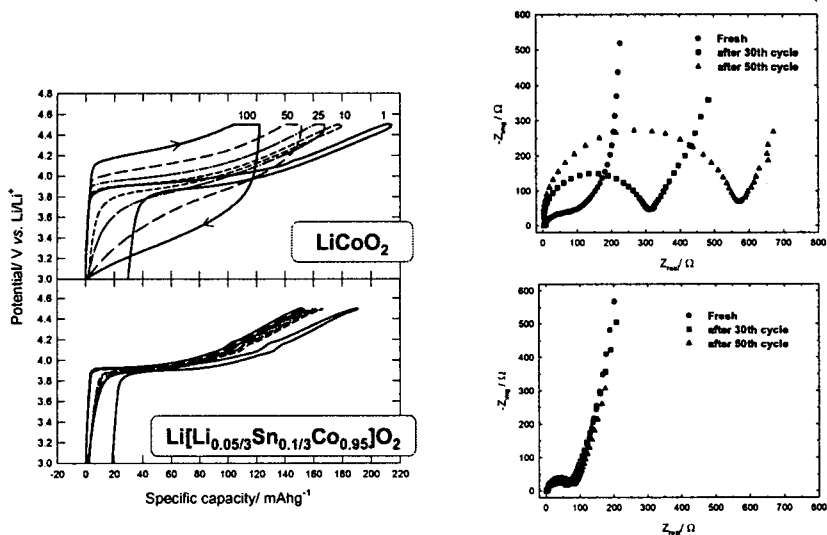 4.8
4.6
4.4
4.2
4.0
3.8
3.6
3.4
3.2
3.0
100 50 25 10 1
LiCoO2
4.6
4.4
4.2
4.0
3.8
3.6
3.4
3.2
3.0
Li[Li0.05/3Sn0.1/3Co0.95]O2
-20 0 20 40 60 80 100 120 140 160 180 200 220
Specific capacity/ mAhg-1
Potential/ V vs. Li/Li+
600
500
400
300
200
100
0
Fresh
after 30th cycle
after 50th cycle
0 100 200 300 400 500 600 700 800
Zreal/ Ω
-Zimg/ Ω
600
500
400
300
200
100
0
Fresh
after 30th cycle
after 50th cycle
0 100 200 300 400 500 600 700 800
Zreal/ Ω
-Zimg/ Ω